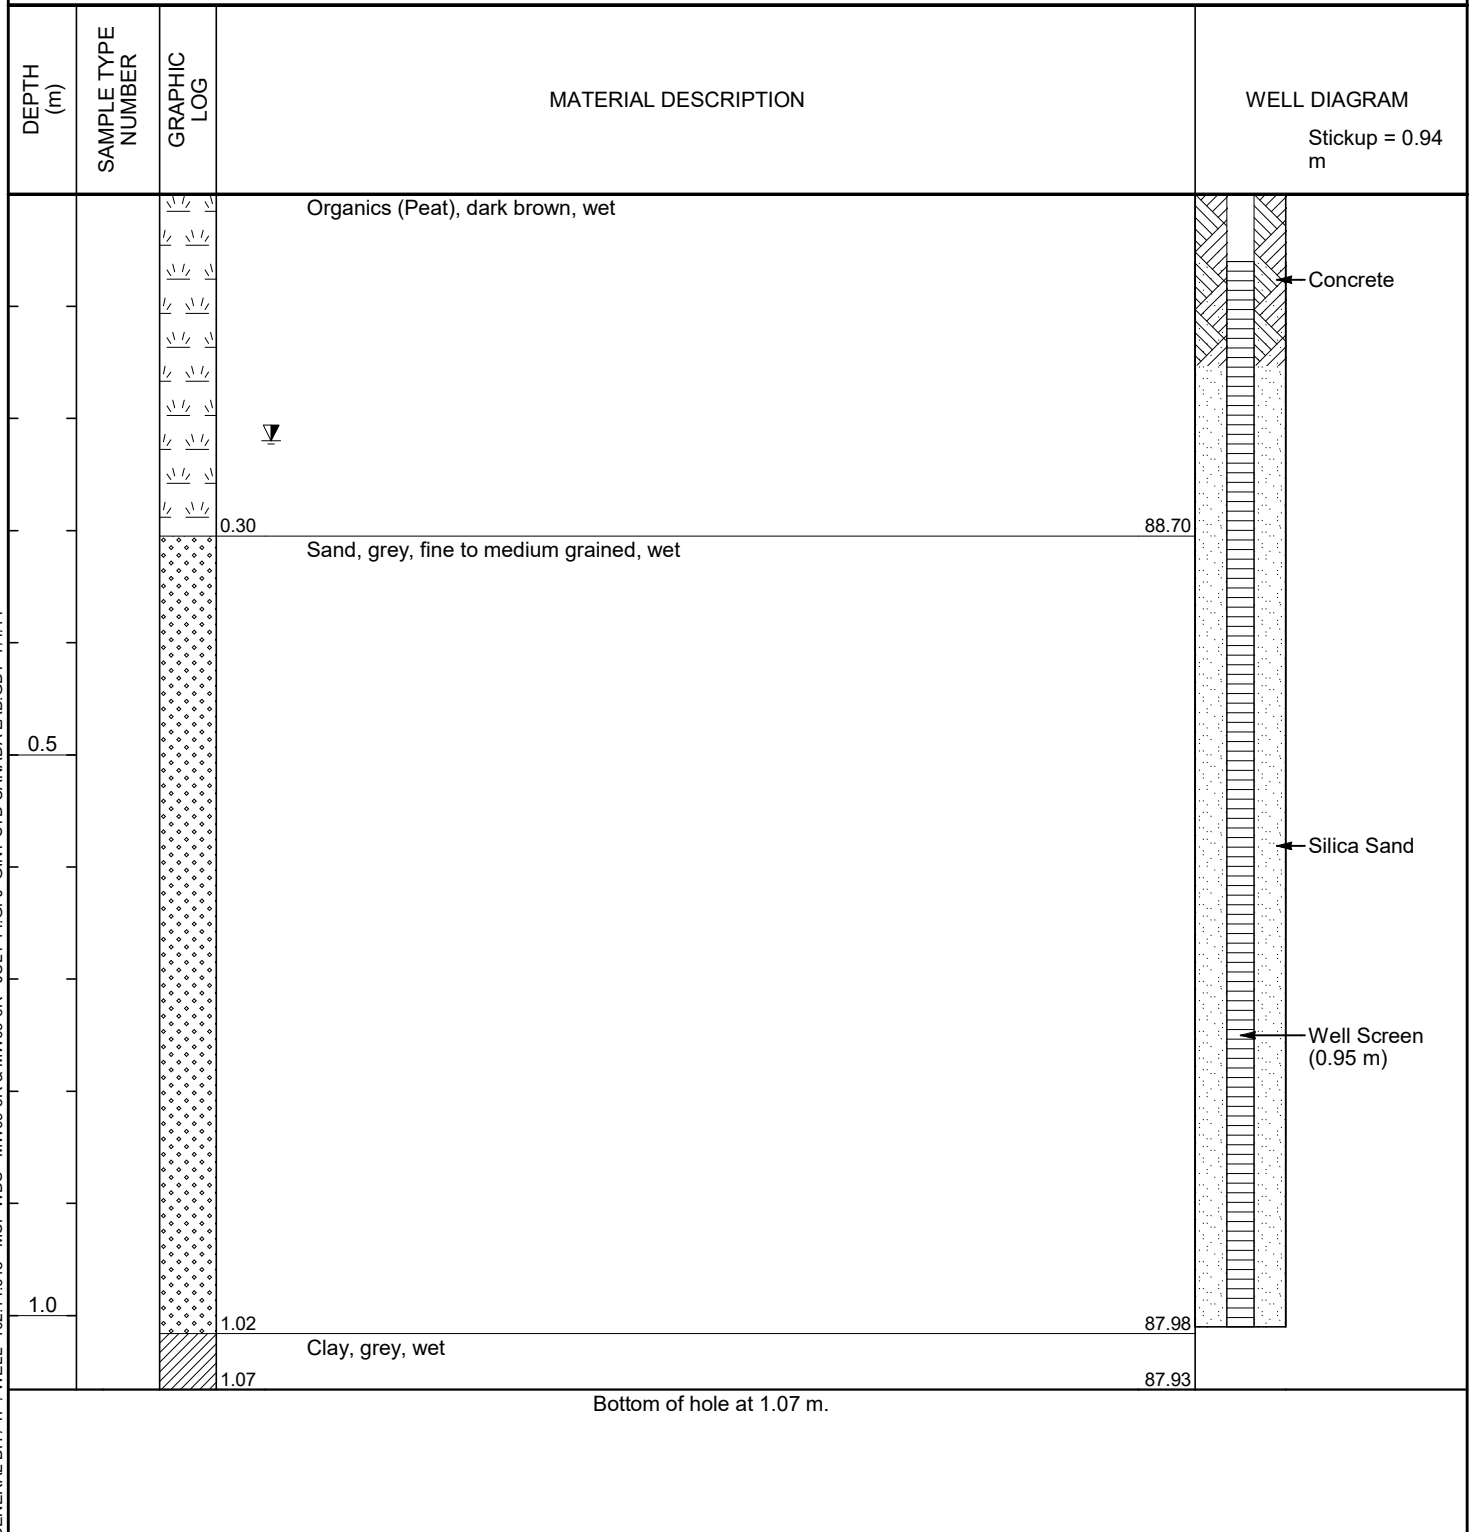 DEPTH
(m)
SAMPLE TYPE
NUMBER
GRAPHIC
LOG
MATERIAL DESCRIPTION
WELL DIAGRAM
Stickup = 0.94
m
Organics (Peat), dark brown, wet
Concrete
0.30
88.70
Sand, grey, fine to medium grained, wet
0.5
Silica Sand
Well Screen
(0.95 m)
1.0
1.02
87.98
Clay, grey, wet
1.07
87.93
Bottom of hole at 1.07 m.